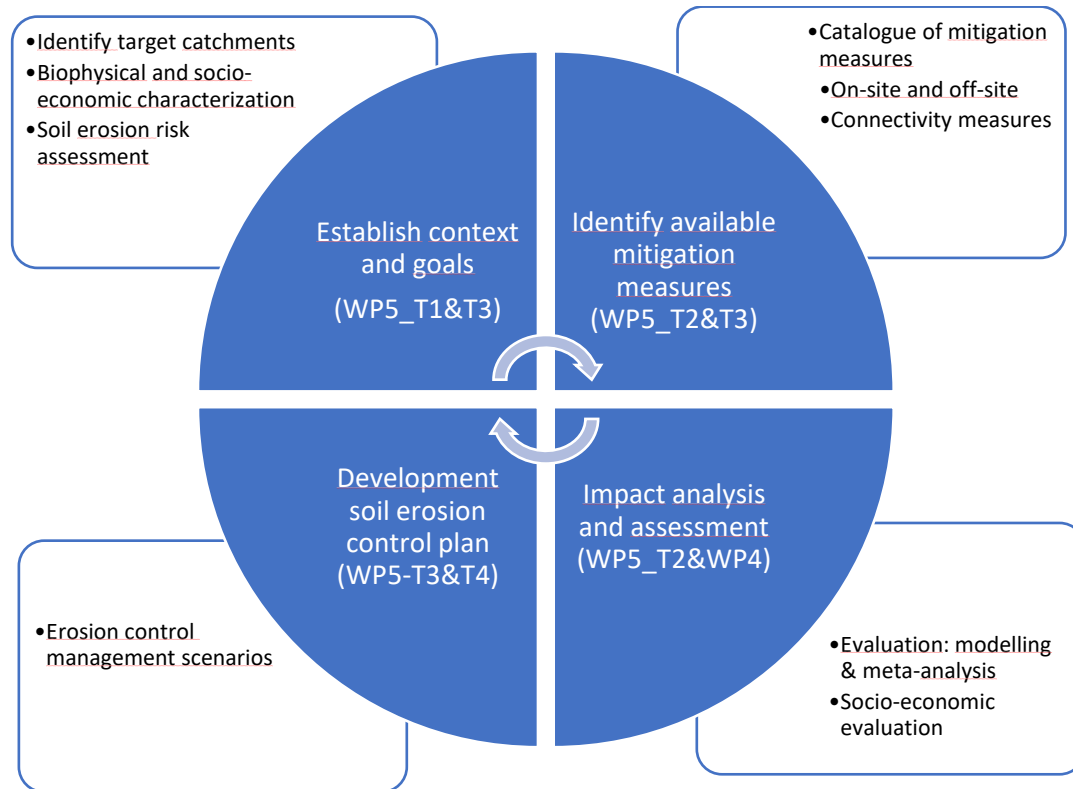 •Identify target catchments
•Biophysical and socio-
economic characterization
•Soil erosion risk
assessment
•Catalogue of mitigation
measures
•On-site and off-site
•Connectivity measures
Establish context
and goals
(WP5_T1&T3)
Identify available
mitigation
measures
(WP5_T2&T3)
Development
soil erosion
control plan
(WP5-T3&T4)
Impact analysis
and assessment
(WP5_T2&WP4)
•Erosion control
management scenarios
•Evaluation: modelling
& meta-analysis
•Socio-economic
evaluation